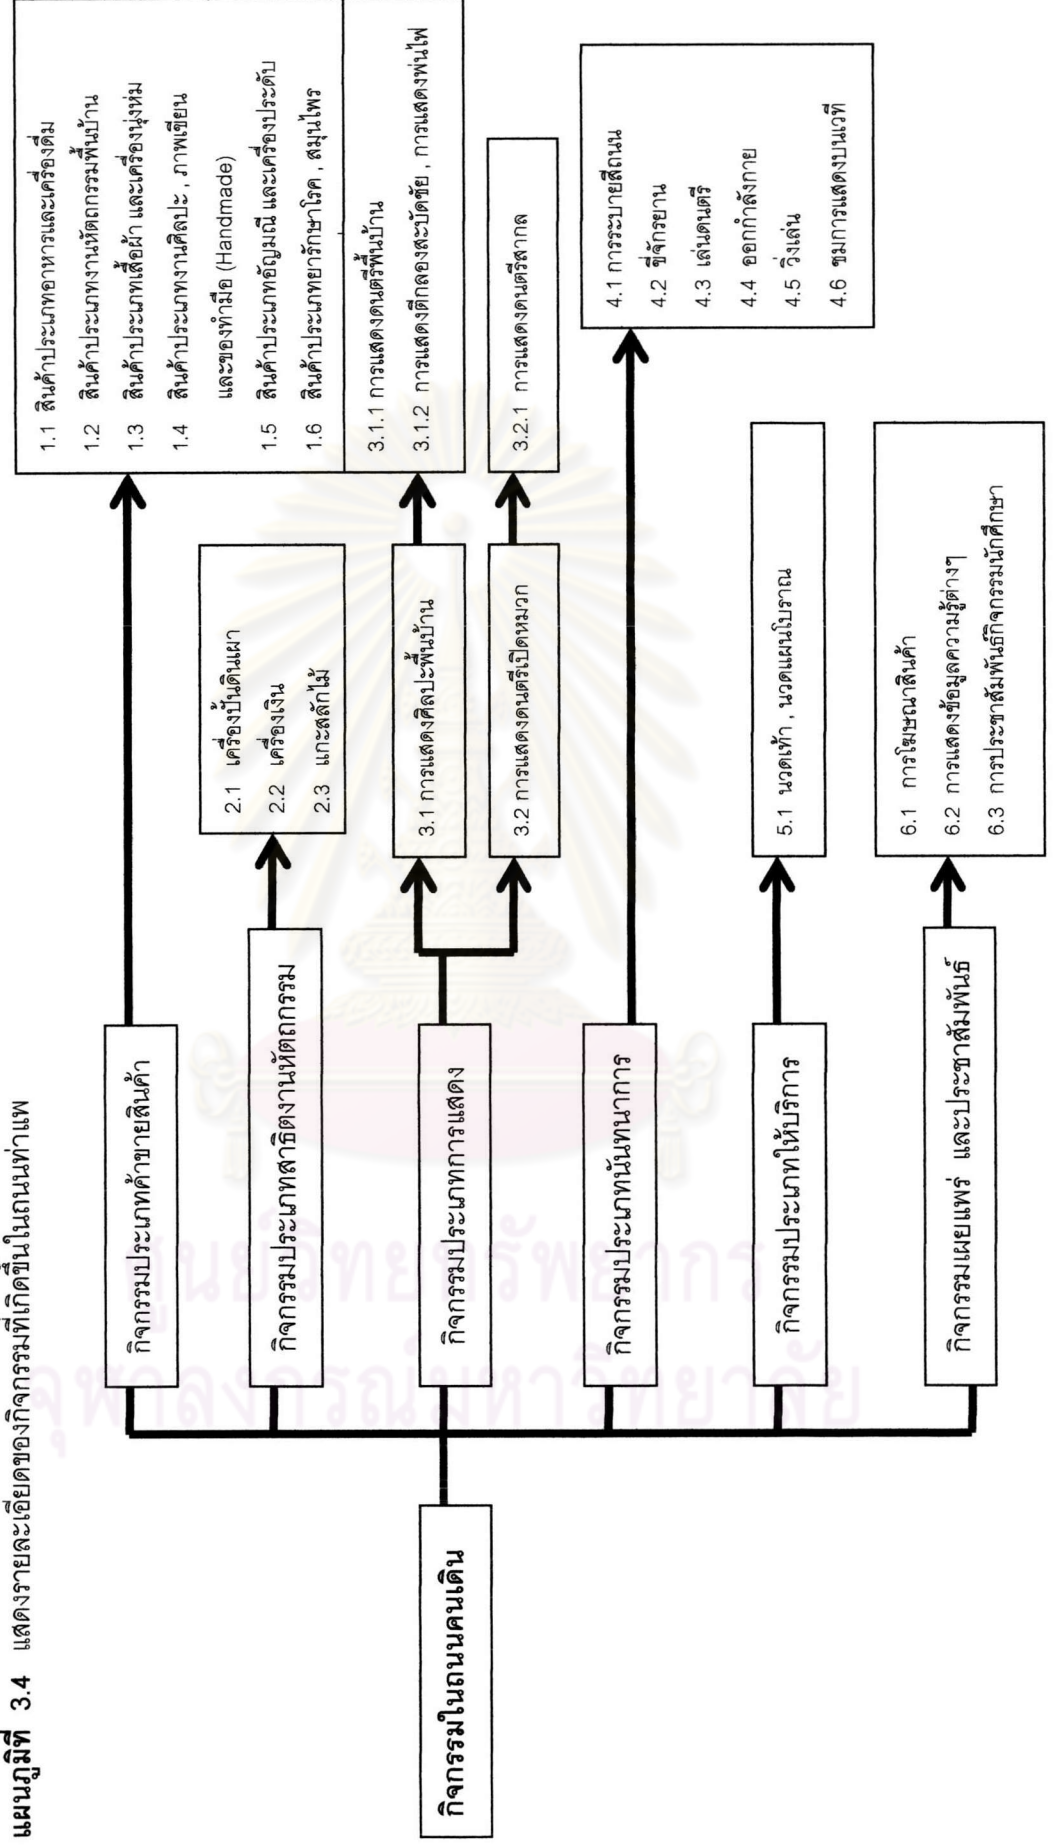 แผนภูมิที่ 3.4 แสดงรายละเอียดของกิจกรรมที่เกิดขึ้นในถนนท่าแพ
กิจกรรมในถนนคนเดิน
กิจกรรมประเภทค้าขายสินค้า
1.1 สินค้าประเภทอาหารและเครื่องดื่ม
1.2 สินค้าประเภทงานหัตถกรรมพื้นบ้าน
1.3 สินค้าประเภทเสื้อผ้า และเครื่องนุ่งห่ม
1.4 สินค้าประเภทงานศิลปะ , ภาพเขียน
และของทำมือ (Handmade)
1.5 สินค้าประเภทอัญมณี และเครื่องประดับ
1.6 สินค้าประเภทยารักษาโรค , สมุนไพร
กิจกรรมประเภทสาธิตงานหัตถกรรม
2.1 เครื่องปั้นดินเผา
2.2 เครื่องเงิน
2.3 แกะสลักไม้
กิจกรรมประเภทการแสดง
3.1 การแสดงศิลปะพื้นบ้าน
3.1.1 การแสดงดนตรีพื้นบ้าน
3.1.2 การแสดงตีกลองสะบัดชัย , การแสดงพ่นไฟ
3.2 การแสดงดนตรีเปิดหมวก
3.2.1 การแสดงดนตรีสากล
กิจกรรมประเภทนันทนาการ
4.1 การระบายสีถนน
4.2 ขี่จักรยาน
4.3 เล่นดนตรี
4.4 ออกกำลังกาย
4.5 วิ่งเล่น
4.6 ชมการแสดงบนเวที
กิจกรรมประเภทให้บริการ
5.1 นวดเท้า , นวดแผนโบราณ
กิจกรรมเผยแพร่ และประชาสัมพันธ์
6.1 การโฆษณาสินค้า
6.2 การแสดงข้อมูลความรู้ต่างๆ
6.3 การประชาสัมพันธ์กิจกรรมนักศึกษา
ศูนย์วิทยทรัพยากร
จุฬาลงกรณ์มหาวิทยาลัย